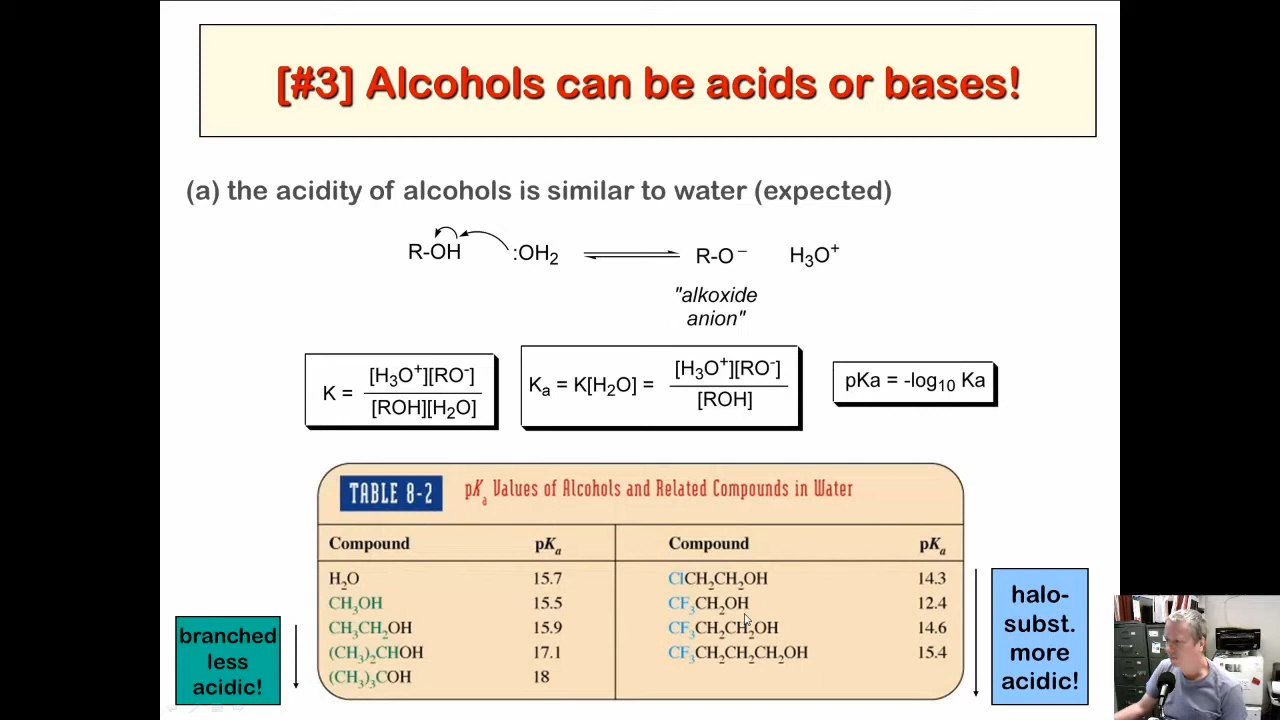 [#3] Alcohols can be acids or bases!
(a) the acidity of alcohols is similar to water (expected)
R-OH :OH₂ R-O⁻ H₃O⁺
"alkoxide
anion"
K = [H₃O⁺][RO⁻] / [ROH][H₂O]
Kₐ = K[H₂O] = [H₃O⁺][RO⁻] / [ROH]
pKa = -log₁₀ Ka
TABLE 8-2 pKₐ Values of Alcohols and Related Compounds in Water
Compound pKₐ Compound pKₐ
H₂O 15.7 ClCH₂CH₂OH 14.3
CH₃OH 15.5 CF₃CH₂OH 12.4
CH₃CH₂OH 15.9 CF₃CH₂CH₂OH 14.6
(CH₃)₂CHOH 17.1 CF₃CH₂CH₂CH₂OH 15.4
(CH₃)₃COH 18
branched
less
acidic!
halo-
subst.
more
acidic!